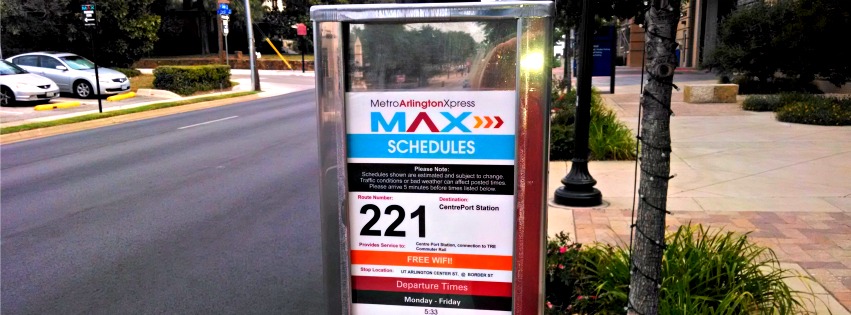 MetroArlingtonXpress
MAX
SCHEDULES
Please Note:
Schedules shown are estimated and subject to change.
Traffic conditions or bad weather can affect posted times.
Please arrive 5 minutes before times listed below.
Route Number:
Destination:
221
CentrePort Station
Provides Service to:
Centre Port Station, connection to TRE
Commuter Rail
FREE WIFI!
Stop Location:
UT ARLINGTON CENTER ST. @ BORDER ST
Departure Times
Monday - Friday
5:33